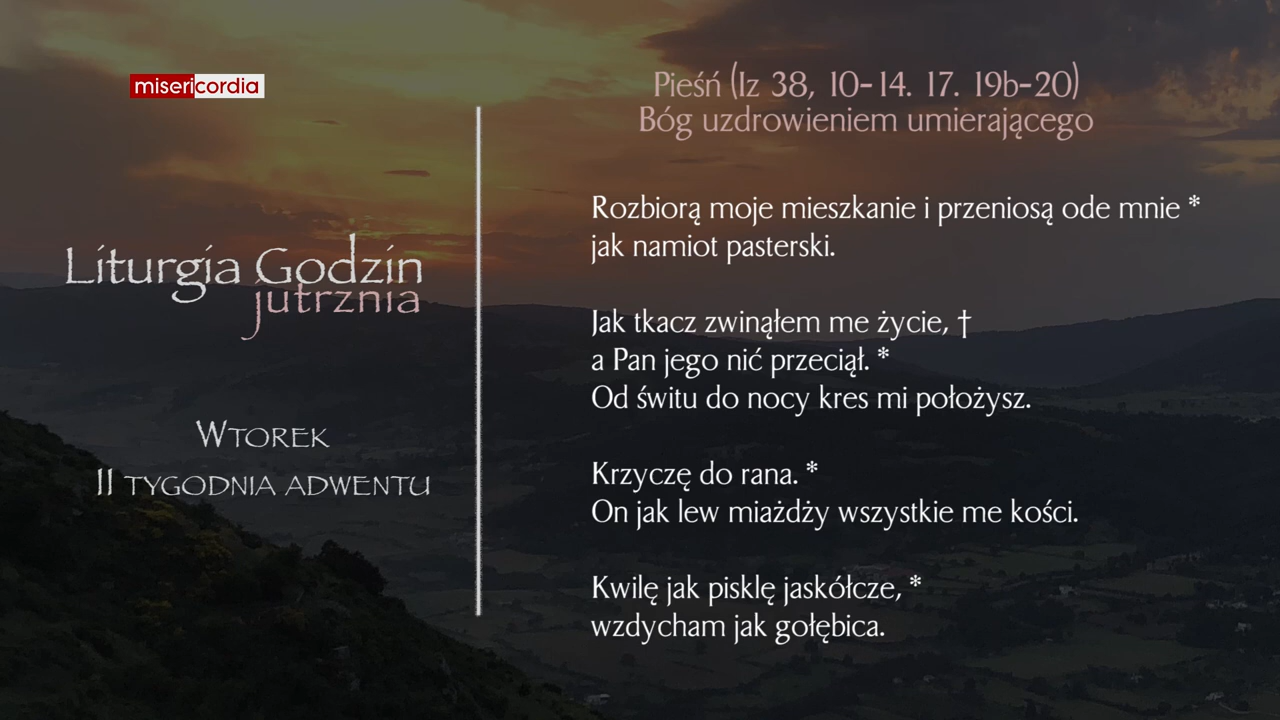 misericordia
Liturgia Godzin
jutrznia
Wtorek
II tygodnia adwentu
Pieśń (Iz 38, 10-14. 17. 19b-20)
Bóg uzdrowieniem umierającego
Rozbiorą moje mieszkanie i przeniosą ode mnie *
jak namiot pasterski.
Jak tkacz zwinąłem me życie, †
a Pan jego nić przeciął. *
Od świtu do nocy kres mi położysz.
Krzyczę do rana. *
On jak lew miażdży wszystkie me kości.
Kwilę jak pisklę jaskółcze, *
wzdycham jak gołębica.